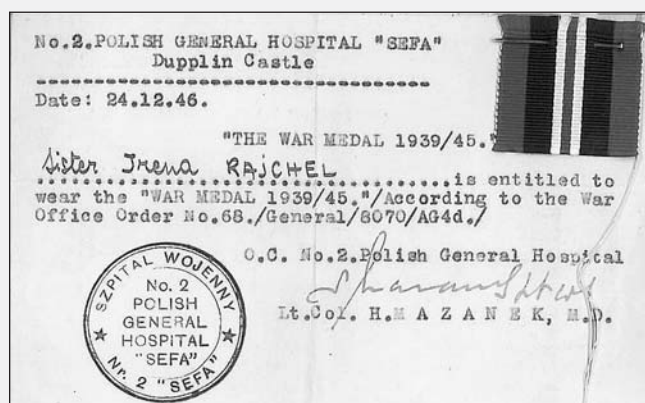 No.2.POLISH GENERAL HOSPITAL "SEFA"
Dupplin Castle
Date: 24.12.46.
"THE WAR MEDAL 1939/45."
Sister Irena RAJCHEL
is entitled to
wear the "WAR MEDAL 1939/45."/According to the War
Office Order No.68./General/8070/AG4d./
O.C. No.2.Polish General Hospital
Lt.Col. H.MAZANEK, M.D.
SZPITAL WOJENNY
No. 2
POLISH
GENERAL
HOSPITAL
"SEFA"
Nr. 2 "SEFA"